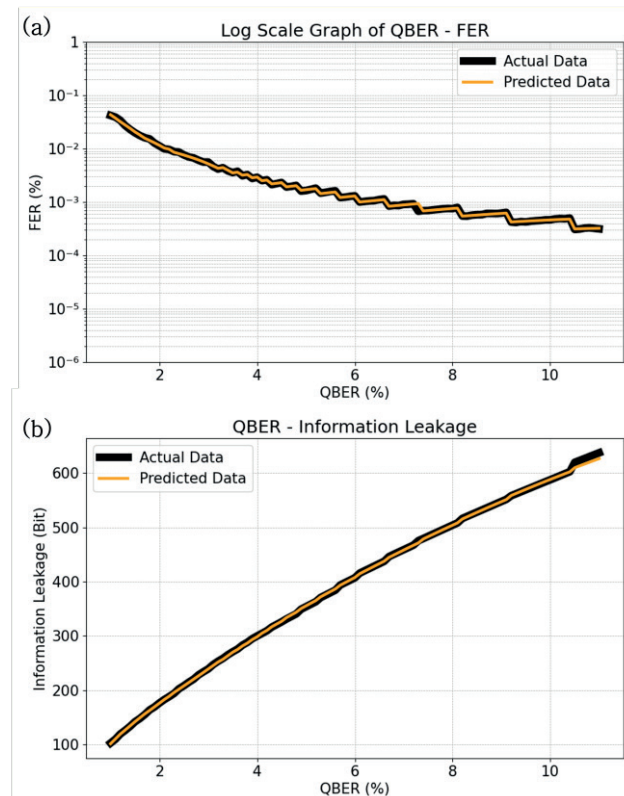 (a)
Log Scale Graph of QBER - FER
1
10⁻¹
10⁻²
10⁻³
10⁻⁴
10⁻⁵
10⁻⁶
FER (%)
Actual Data
Predicted Data
2 4 6 8 10
QBER (%)
(b)
QBER - Information Leakage
Actual Data
Predicted Data
600
500
400
300
200
100
Information Leakage (Bit)
2 4 6 8 10
QBER (%)